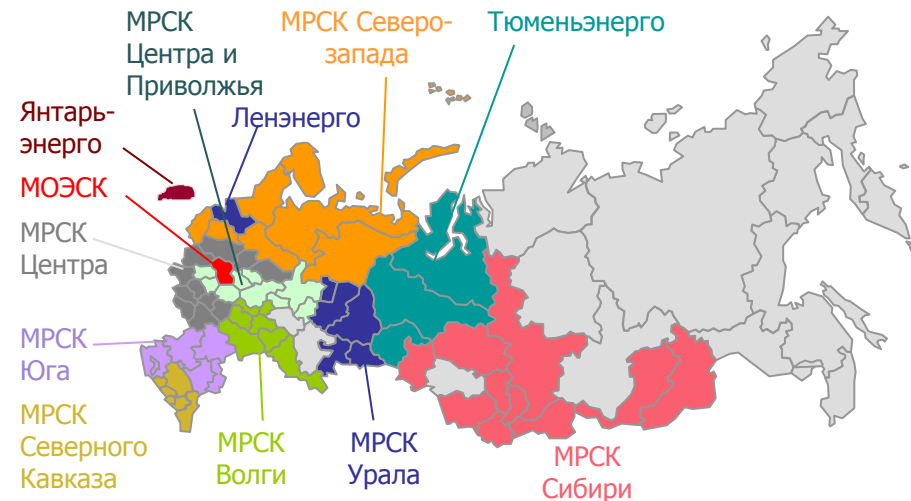 МРСК
Центра и
Приволжья
МРСК Северо-
запада
Тюменьэнерго
Янтарь-
энерго
Ленэнерго
МОЭСК
МРСК
Центра
МРСК
Юга
МРСК
Северного
Кавказа
МРСК
Волги
МРСК
Урала
МРСК
Сибири